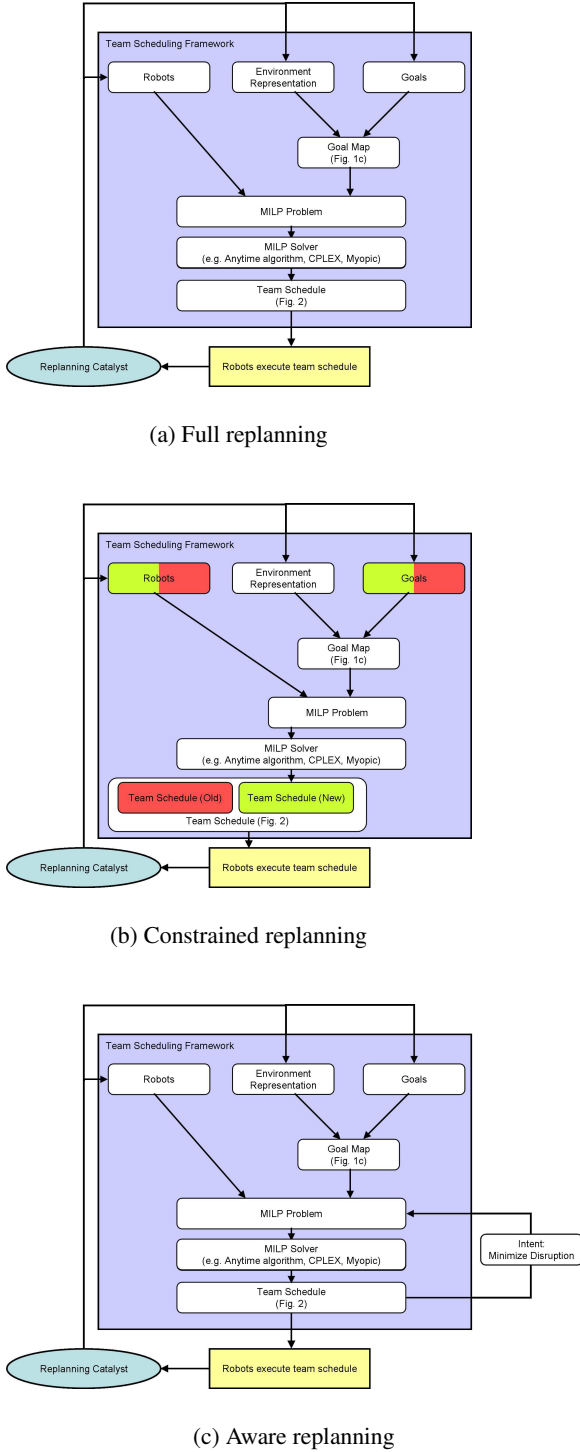 Team Scheduling Framework
Robots
Environment
Representation
Goals
Goal Map
(Fig. 1c)
MILP Problem
MILP Solver
(e.g. Anytime algorithm, CPLEX, Myopic)
Team Schedule
(Fig. 2)
Replanning Catalyst
Robots execute team schedule
(a) Full replanning
Team Scheduling Framework
Robots
Environment
Representation
Goals
Goal Map
(Fig. 1c)
MILP Problem
MILP Solver
(e.g. Anytime algorithm, CPLEX, Myopic)
Team Schedule (Old)
Team Schedule (New)
Team Schedule (Fig. 2)
Replanning Catalyst
Robots execute team schedule
(b) Constrained replanning
Team Scheduling Framework
Robots
Environment
Representation
Goals
Goal Map
(Fig. 1c)
MILP Problem
Intent:
Minimize Disruption
MILP Solver
(e.g. Anytime algorithm, CPLEX, Myopic)
Team Schedule
(Fig. 2)
Replanning Catalyst
Robots execute team schedule
(c) Aware replanning